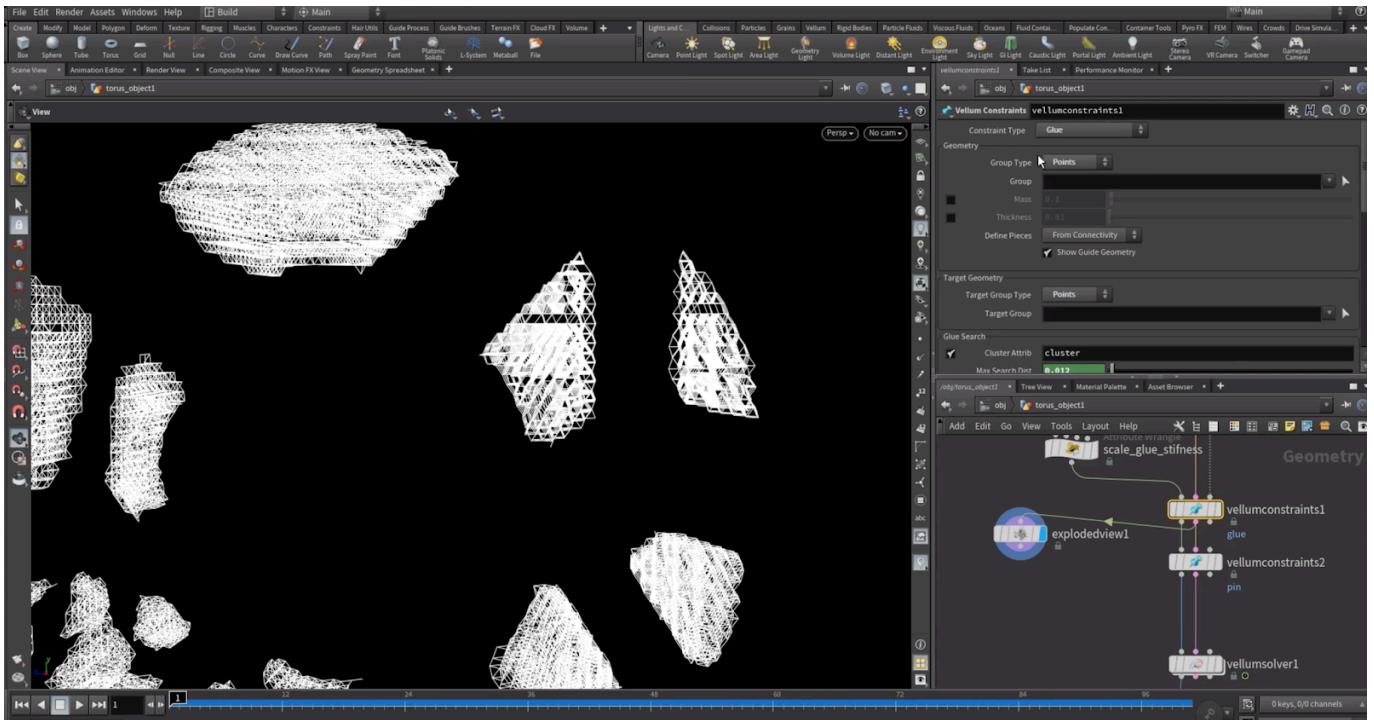 File Edit Render Assets Windows Help Build Main Main
Create Modify Model Polygon Deform Texture Rigging Muscles Characters Constraints Hair Utils Guide Process Guide Brushes Terrain FX Cloud FX Volume + Lights and C... Collisions Particles Grains Vellum Rigid Bodies Particle Fluids Viscous Fluids Oceans Fluid Contai... Populate Con... Container Tools Pyro FX FEM Wires Crowds Drive Simula...
Box Sphere Tube Torus Grid Null Line Circle Curve Draw Curve Path Spray Paint Font Platonic Solids L-System Metaball File Camera Point Light Spot Light Area Light Geometry Light Volume Light Distant Light Environment Light Sky Light GI Light Caustic Light Portal Light Ambient Light Stereo Camera VR Camera Switcher Gamepad Camera
Scene View Animation Editor Render View Composite View Motion FX View Geometry Spreadsheet + vellumconstraints1 Take List Performance Monitor +
obj torus_object1 obj torus_object1
View Persp No cam
Vellum Constraints vellumconstraints1
Constraint Type Glue
Geometry
Group Type Points
Group
Mass 0.1
Thickness 0.01
Define Pieces From Connectivity
Show Guide Geometry
Target Geometry
Target Group Type Points
Target Group
Glue Search
Cluster Attrib cluster
Max Search Dist 0.012
/obj/torus_object1 Tree View Material Palette Asset Browser +
obj torus_object1
Add Edit Go View Tools Layout Help
Attribute Wrangle
scale_glue_stifness
Geometry
vellumconstraints1
glue
explodedview1
vellumconstraints2
pin
vellumsolver1
12
abc
1 1 12 24 36 48 60 72 84 96
0 keys, 0/0 channels